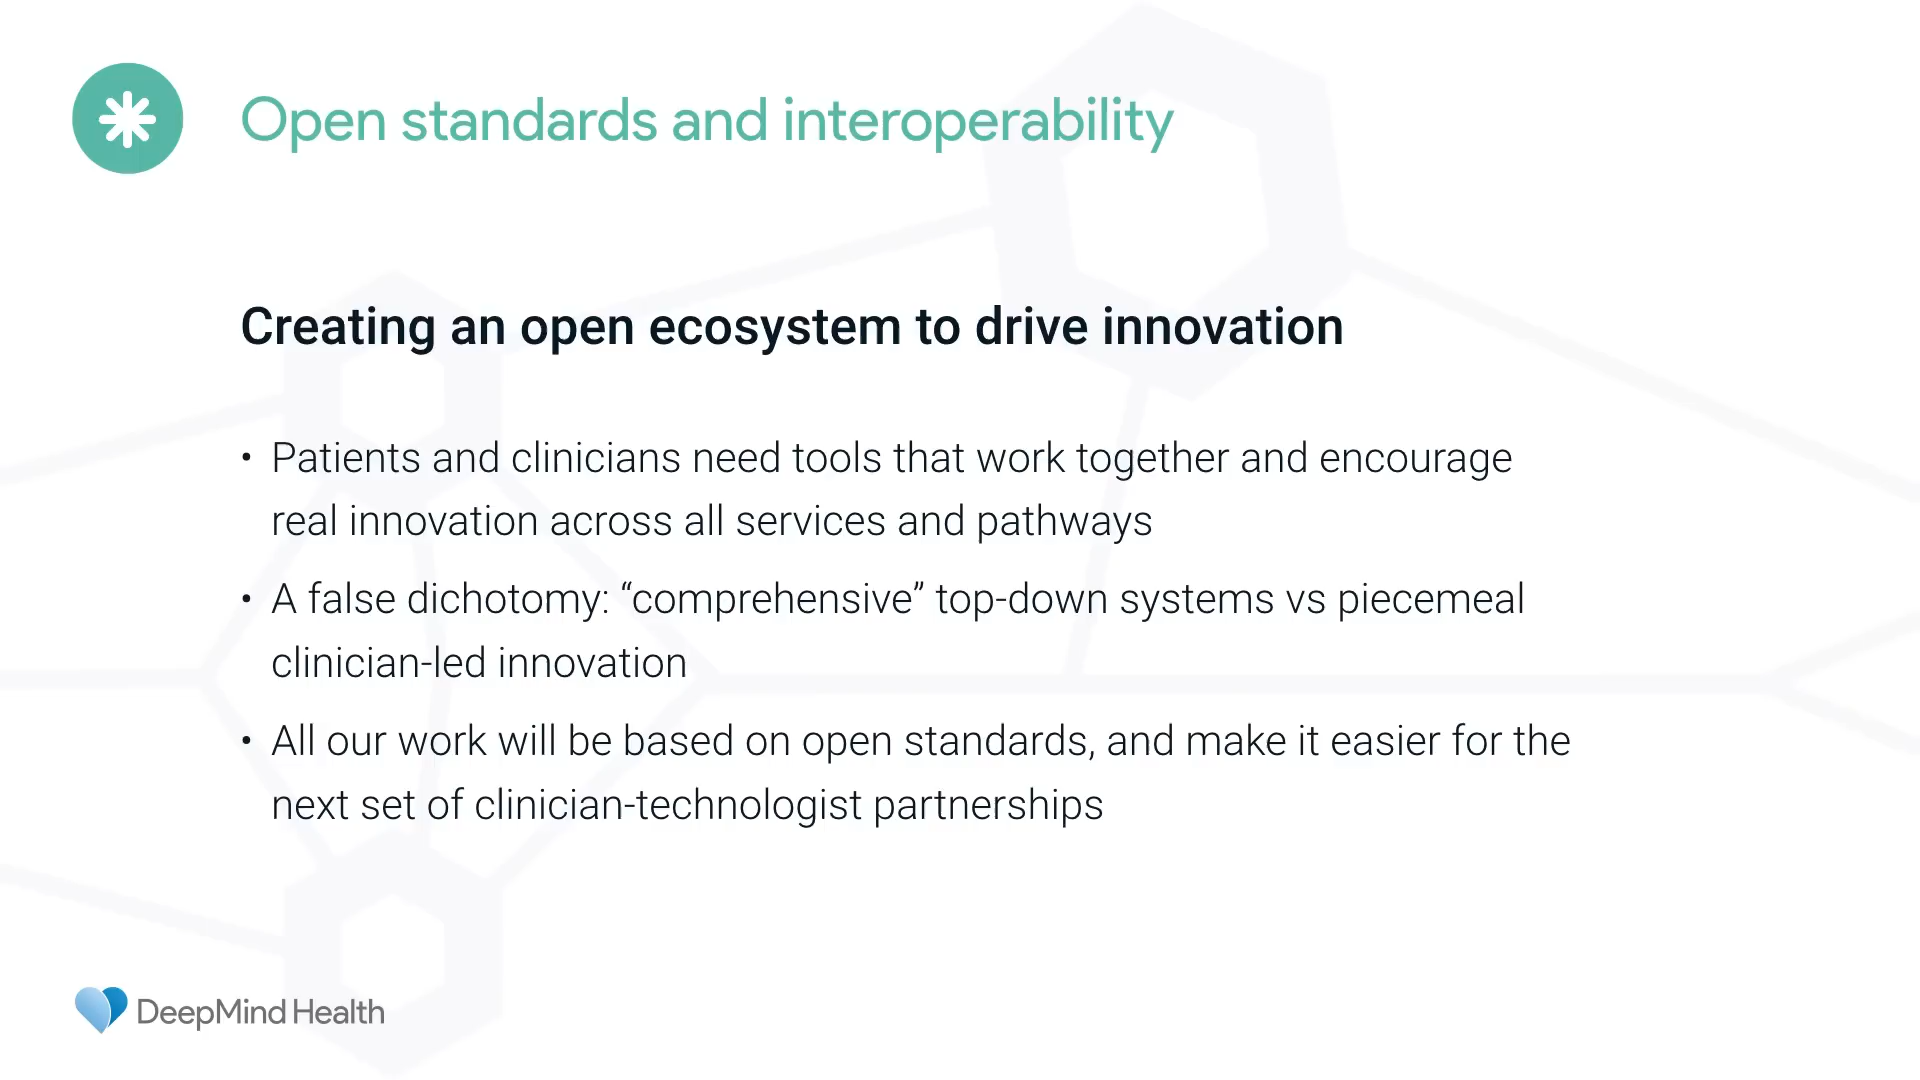 Open standards and interoperability
Creating an open ecosystem to drive innovation
• Patients and clinicians need tools that work together and encourage
real innovation across all services and pathways
• A false dichotomy: “comprehensive” top-down systems vs piecemeal
clinician-led innovation
• All our work will be based on open standards, and make it easier for the
next set of clinician-technologist partnerships
DeepMind Health